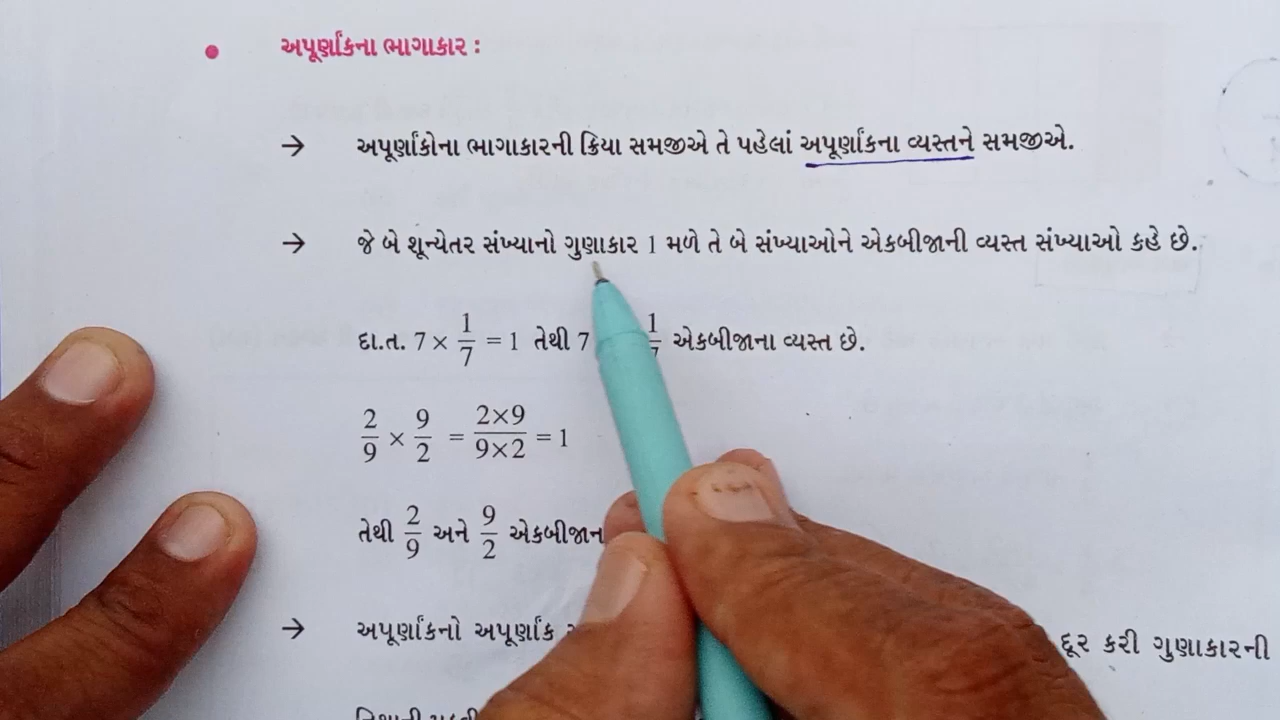 અપૂર્ણાંકના ભાગાકાર :
→ અપૂર્ણાંકોના ભાગાકારની ક્રિયા સમજીએ તે પહેલાં અપૂર્ણાંકના વ્યસ્તને સમજીએ.
→ જે બે શૂન્યેતર સંખ્યાનો ગુણાકાર 1 મળે તે બે સંખ્યાઓને એકબીજાની વ્યસ્ત સંખ્યાઓ કહે છે.
દા.ત. 7 × 1/7 = 1 તેથી 7 1/7 એકબીજાના વ્યસ્ત છે.
2/9 × 9/2 = 2×9/9×2 = 1
તેથી 2/9 અને 9/2
→ અપૂર્ણાંકનો અપૂર્ણાંક દૂર કરી ગુણાકારની